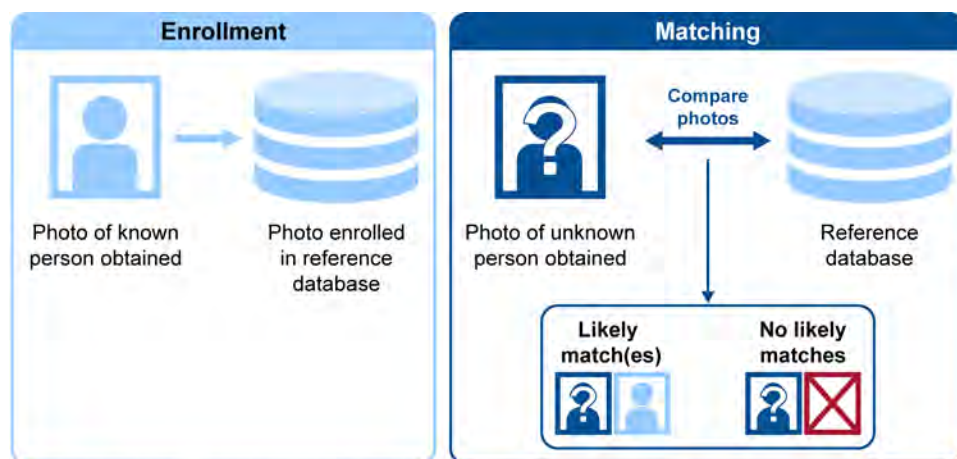 Enrollment
Photo of known
person obtained
Photo enrolled
in reference
database
Matching
Compare
photos
Photo of unknown
person obtained
Reference
database
Likely
match(es)
No likely
matches
?
?
?